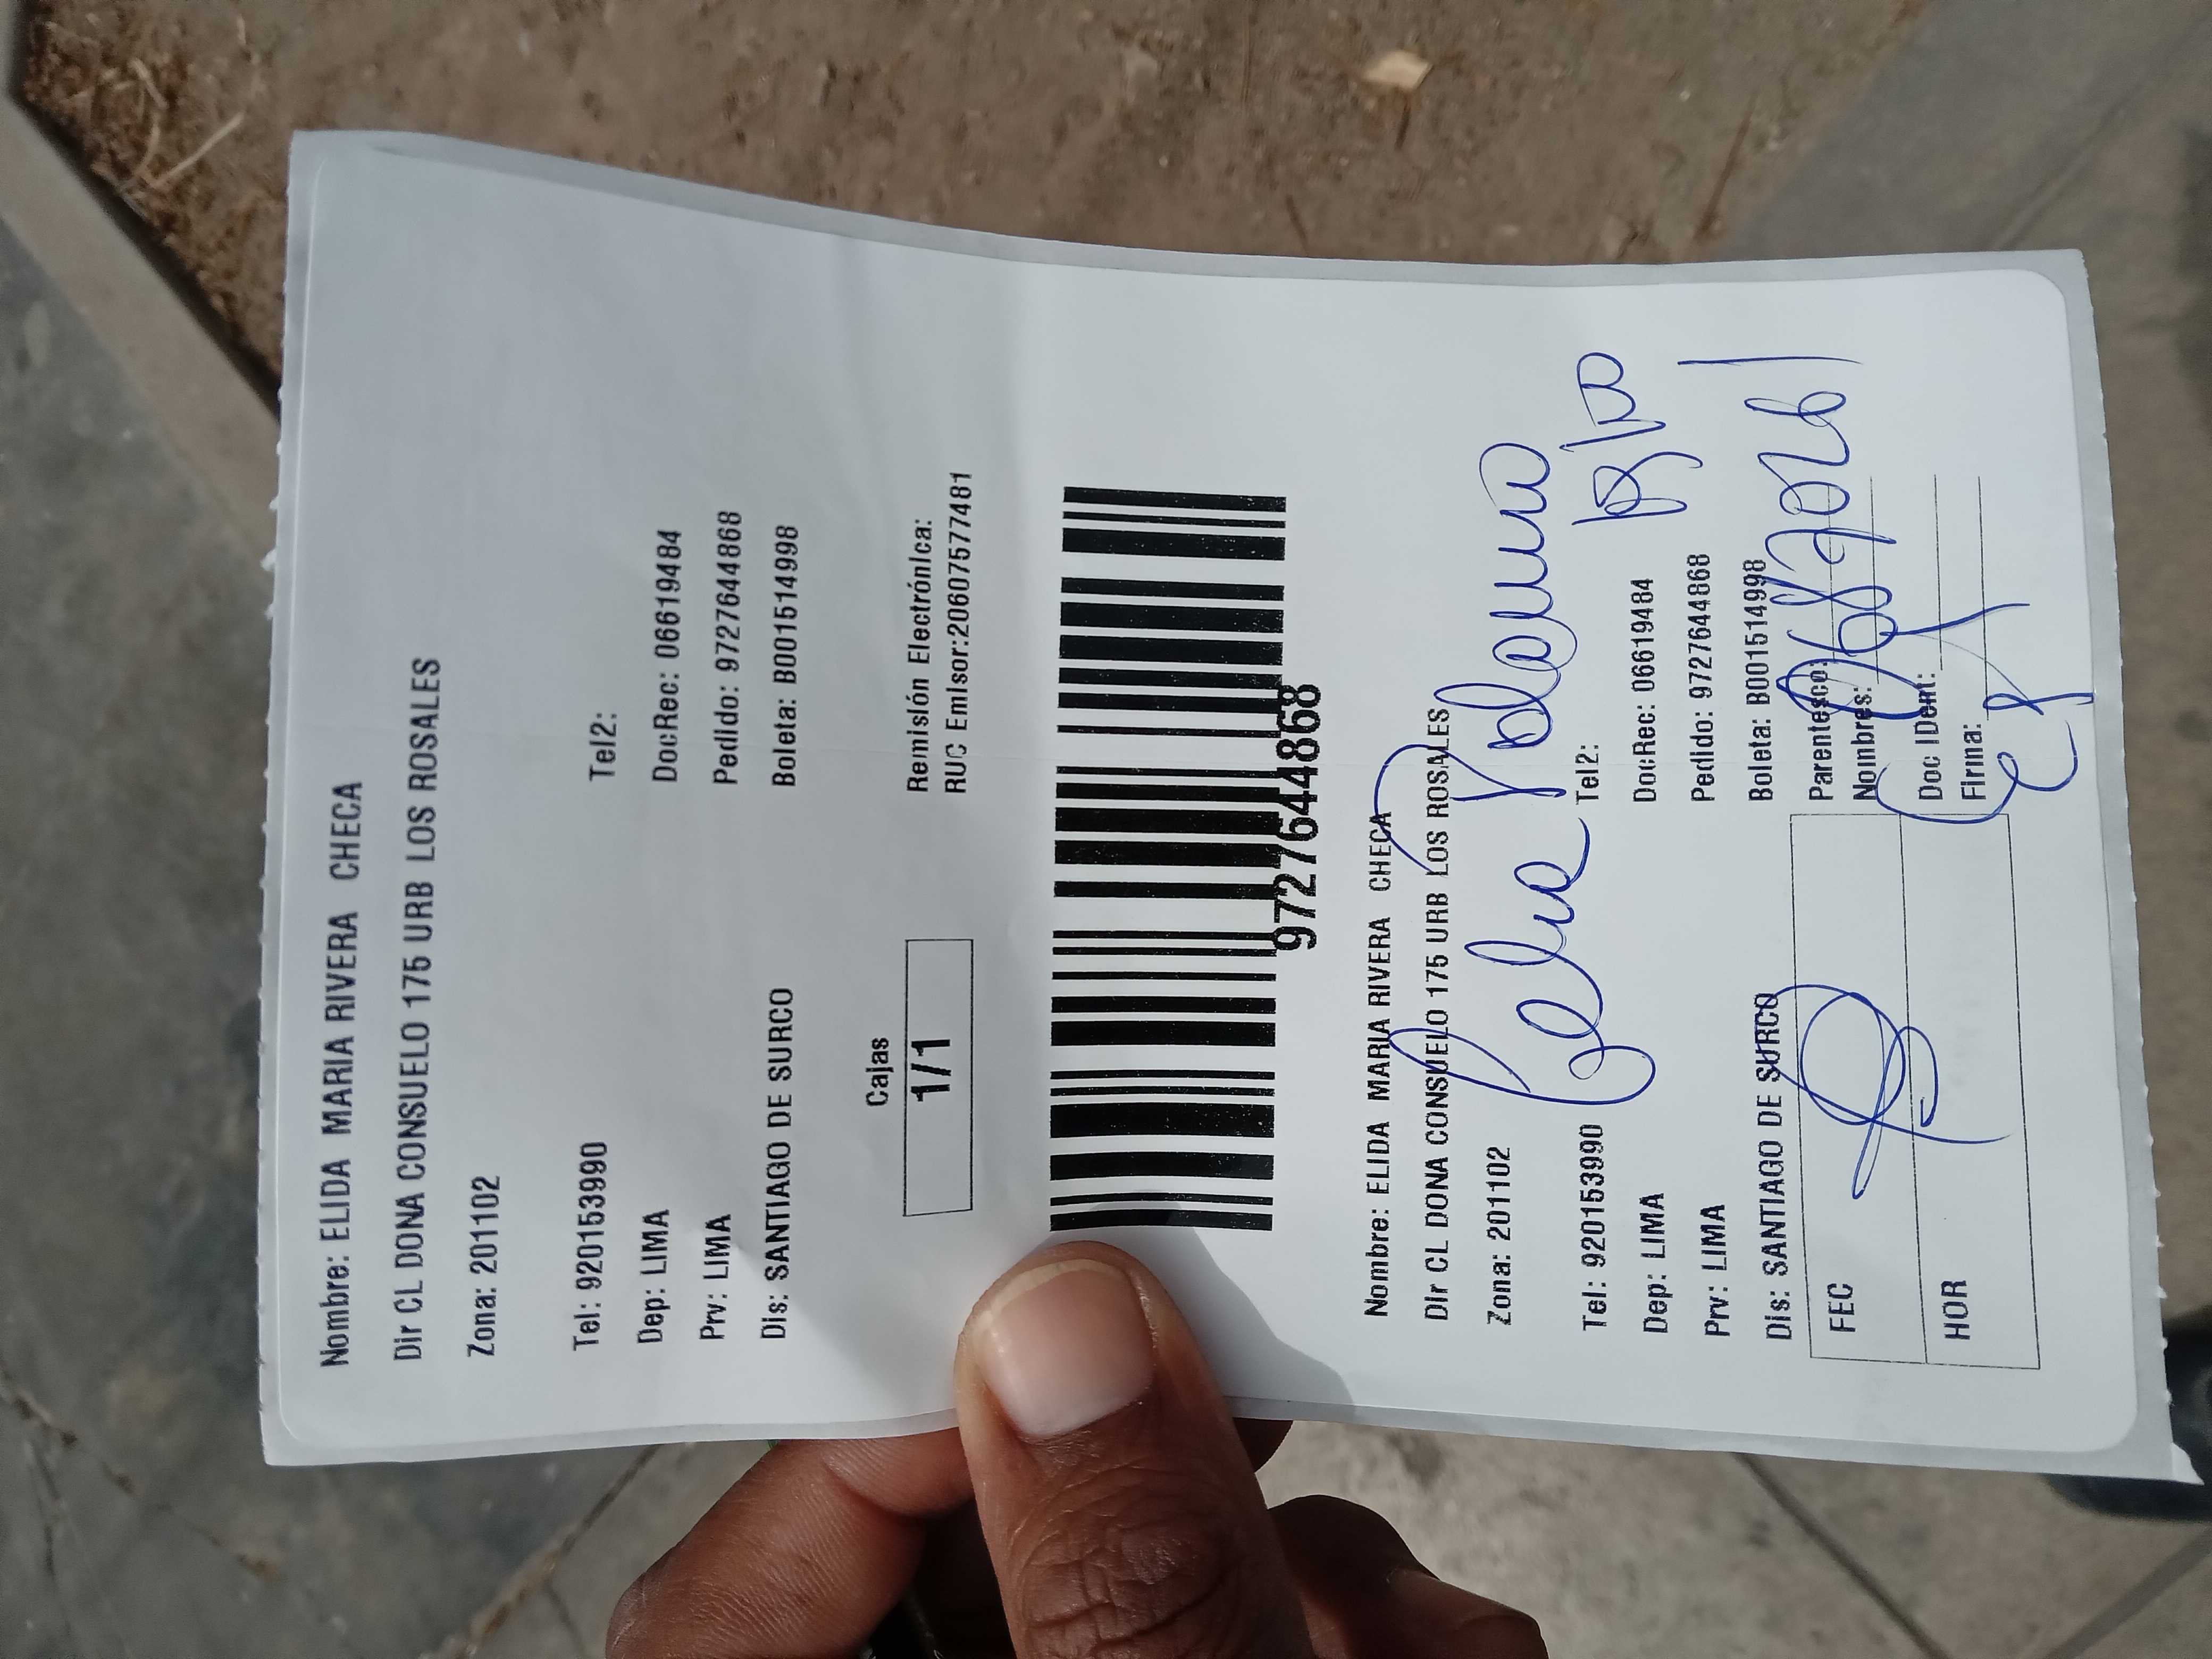 Nombre: ELIDA MARIA RIVERA CHECA
Dir CL DONA CONSUELO 175 URB LOS ROSALES
Zona: 201102
Tel: 920153990 Tel2:
Dep: LIMA DocRec: 06619484
Prv: LIMA Pedido: 9727644868
Dis: SANTIAGO DE SURCO Boleta: B001514998
Cajas
1/1
Remisión Electrónica:
RUC Emisor:20607577481
9727644868
Nombre: ELIDA MARIA RIVERA CHECA
Dir CL DONA CONSUELO 175 URB LOS ROSALES
Zona: 201102
Tel: 920153990 Tel2:
Dep: LIMA DocRec: 06619484
Prv: LIMA Pedido: 9727644868
Dis: SANTIAGO DE SURCO Boleta: B001514998
FEC Parentesco:
Nombres:
HOR Doc IDent:
Firma: